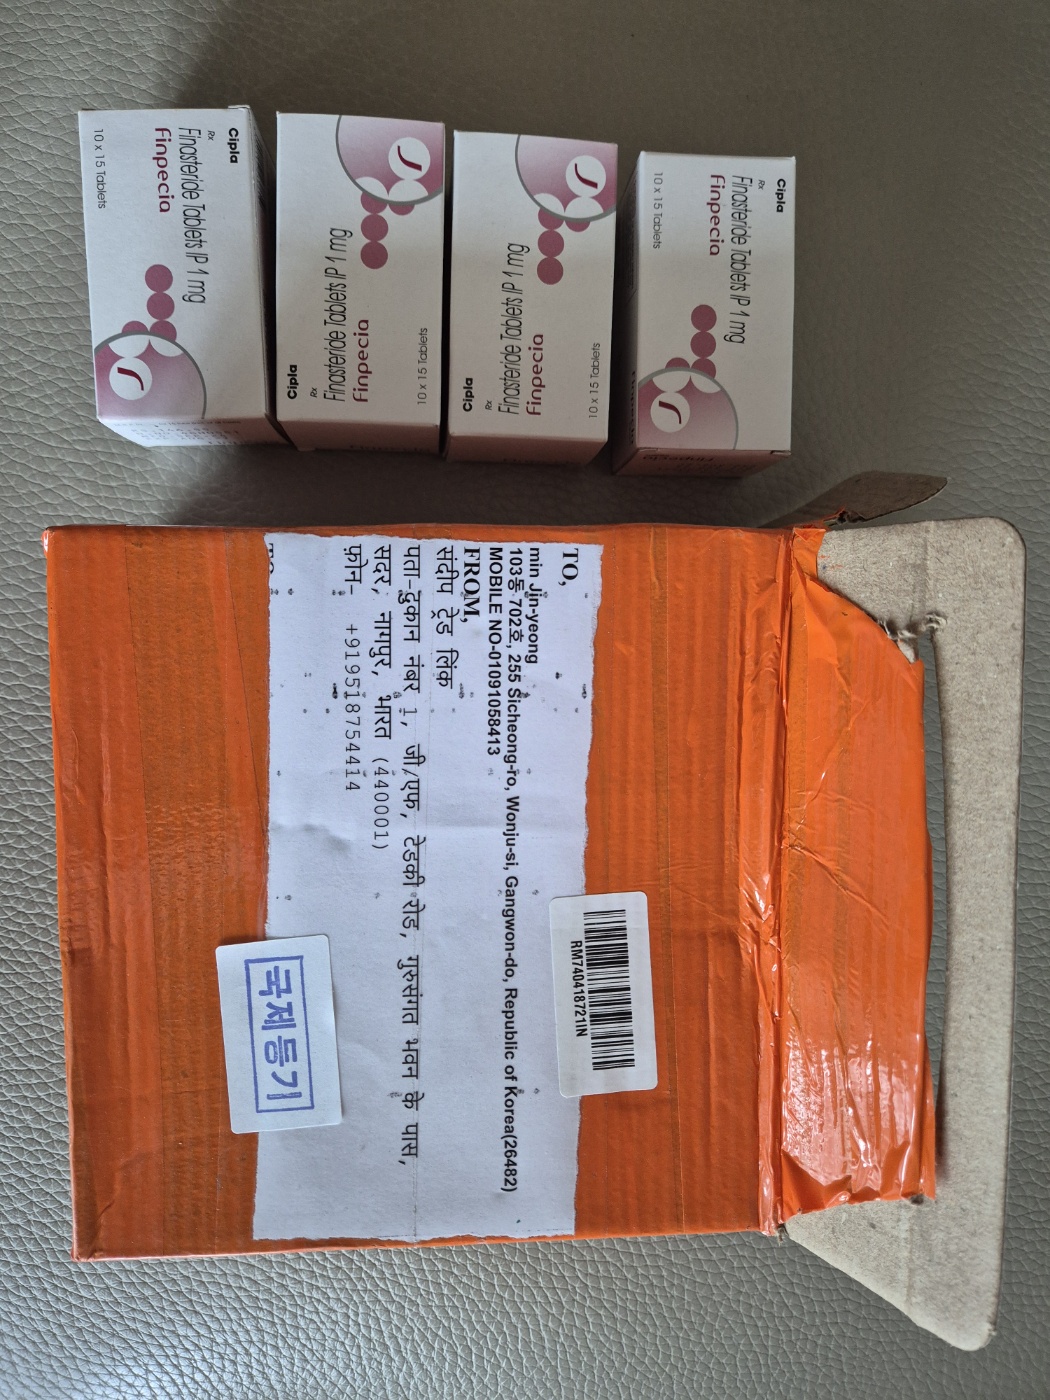 Cipla
Rx
Finasteride Tablets IP 1 mg
Finpecia
10 x 15 Tablets
Cipla
Rx
Finasteride Tablets IP 1 mg
Finpecia
10 x 15 Tablets
Cipla
Rx
Finasteride Tablets IP 1 mg
Finpecia
10 x 15 Tablets
Cipla
Rx
Finasteride Tablets IP 1 mg
Finpecia
10 x 15 Tablets
TO,
min Jin-yeong
103동 702호, 255 Sicheong-ro, Wonju-si, Gangwon-do, Republic of Korea(26482)
MOBILE NO-01091058413
FROM,
संदीप ट्रेड लिंक
पता-दुकान नंबर 1, जी/एफ, टेडकी रोड, गुरुसंगत भवन के पास,
सदर, नागपुर, भारत (440001)
फ़ोन- +919518754414
RM740418721IN
국제등기